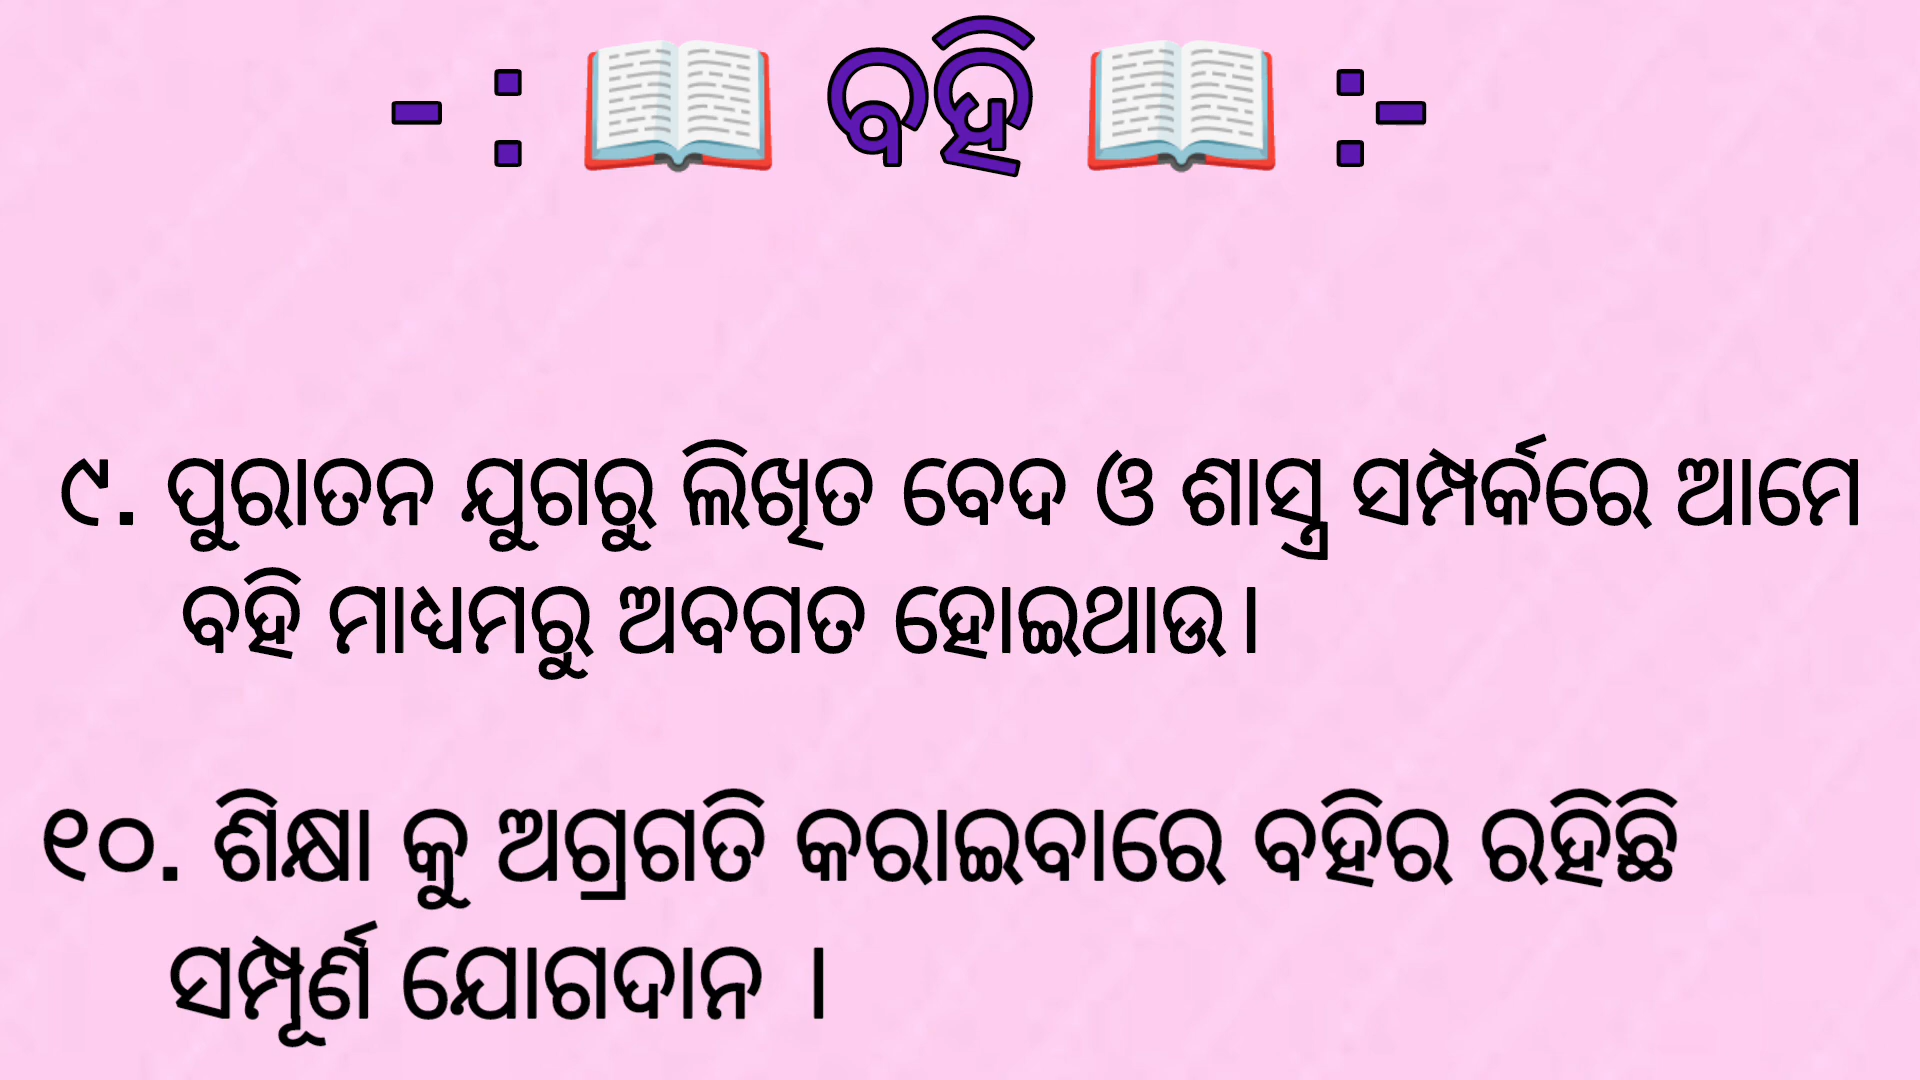 - : 📖 ବହି 📖 :-
୯. ପୁରାତନ ଯୁଗରୁ ଲିଖିତ ବେଦ ଓ ଶାସ୍ତ୍ର ସମ୍ପର୍କରେ ଆମେ
ବହି ମାଧ୍ୟମରୁ ଅବଗତ ହୋଇଥାଉ।
୧୦. ଶିକ୍ଷା କୁ ଅଗ୍ରଗତି କରାଇବାରେ ବହିର ରହିଛି
ସମ୍ପୂର୍ଣ ଯୋଗଦାନ ।